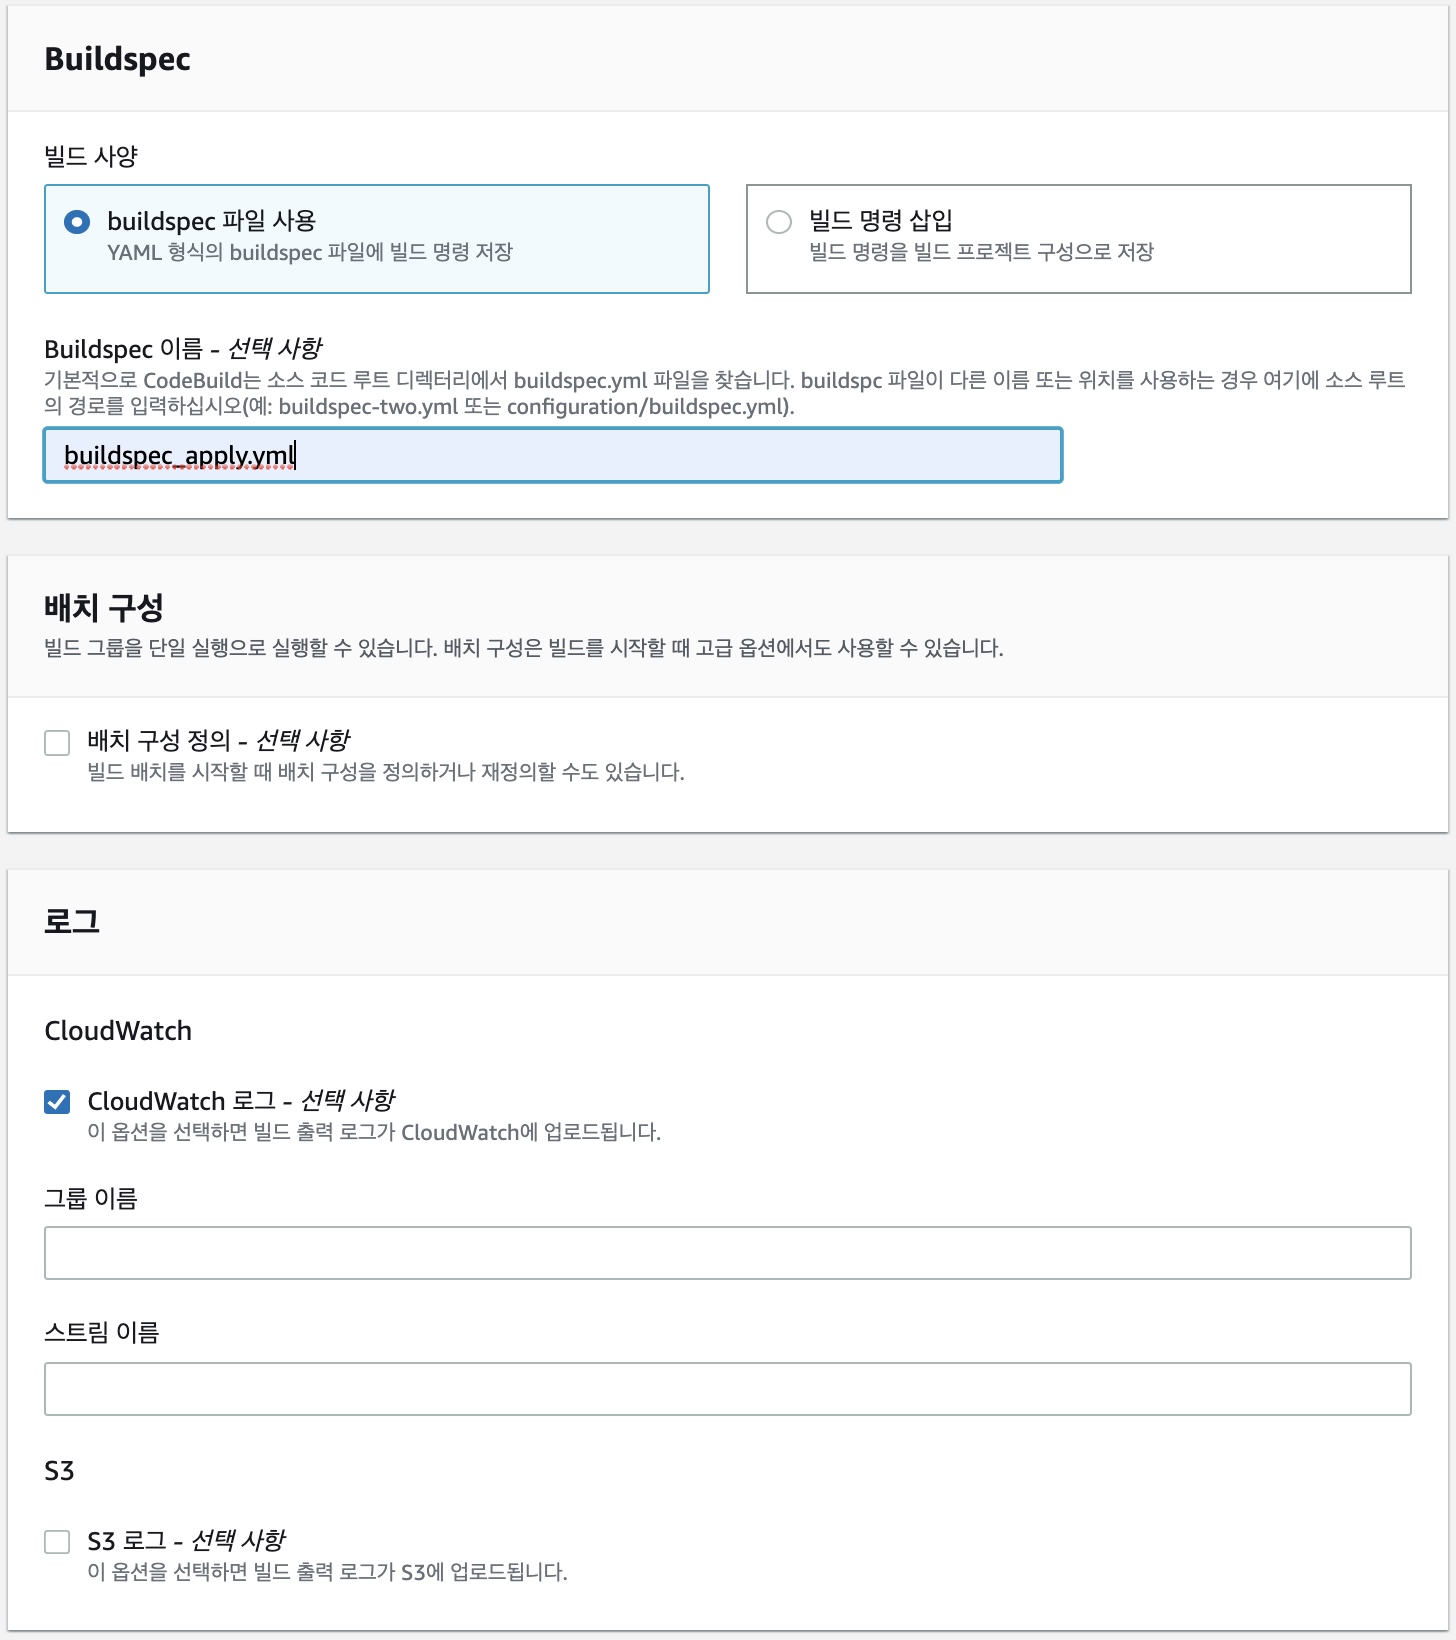 Buildspec
빌드 사양
buildspec 파일 사용
YAML 형식의 buildspec 파일에 빌드 명령 저장
빌드 명령 삽입
빌드 명령을 빌드 프로젝트 구성으로 저장
Buildspec 이름 - 선택 사항
기본적으로 CodeBuild는 소스 코드 루트 디렉터리에서 buildspec.yml 파일을 찾습니다. buildspc 파일이 다른 이름 또는 위치를 사용하는 경우 여기에 소스 루트
의 경로를 입력하십시오(예: buildspec-two.yml 또는 configuration/buildspec.yml).
buildspec_apply.yml
배치 구성
빌드 그룹을 단일 실행으로 실행할 수 있습니다. 배치 구성은 빌드를 시작할 때 고급 옵션에서도 사용할 수 있습니다.
배치 구성 정의 - 선택 사항
빌드 배치를 시작할 때 배치 구성을 정의하거나 재정의할 수도 있습니다.
로그
CloudWatch
CloudWatch 로그 - 선택 사항
이 옵션을 선택하면 빌드 출력 로그가 CloudWatch에 업로드됩니다.
그룹 이름
스트림 이름
S3
S3 로그 - 선택 사항
이 옵션을 선택하면 빌드 출력 로그가 S3에 업로드됩니다.